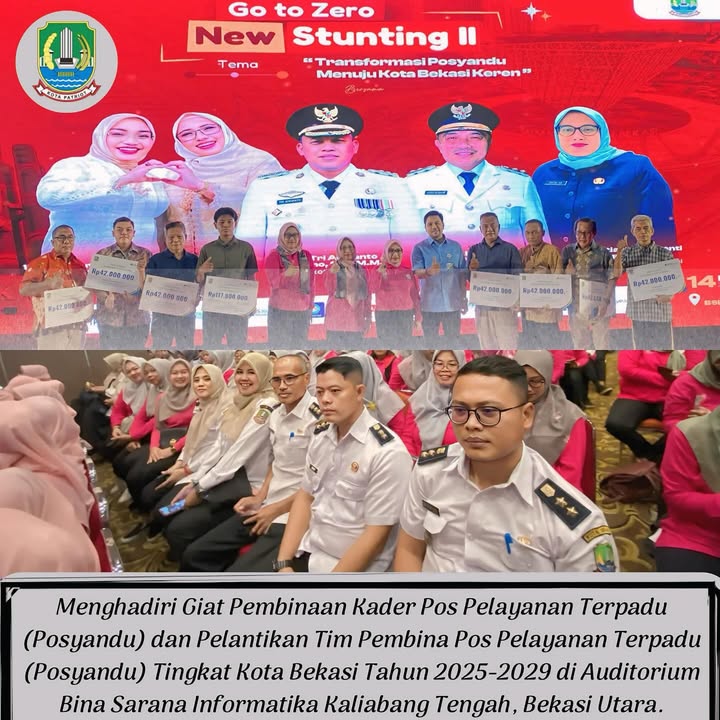 Go to Zero
New Stunting II
Tema
"Transformasi Posyandu
Menuju Kota Bekasi Keren"
Bersama
KOTA PATRIOT
Rp42.000.000,
Rp42.000.000
Rp42.000.000
Rp117.000.000
Rp42.000.000
Rp42.000.000
Rp42.000.000,
Menghadiri Giat Pembinaan Kader Pos Pelayanan Terpadu
(Posyandu) dan Pelantikan Tim Pembina Pos Pelayanan Terpadu
(Posyandu) Tingkat Kota Bekasi Tahun 2025-2029 di Auditorium
Bina Sarana Informatika Kaliabang Tengah, Bekasi Utara.